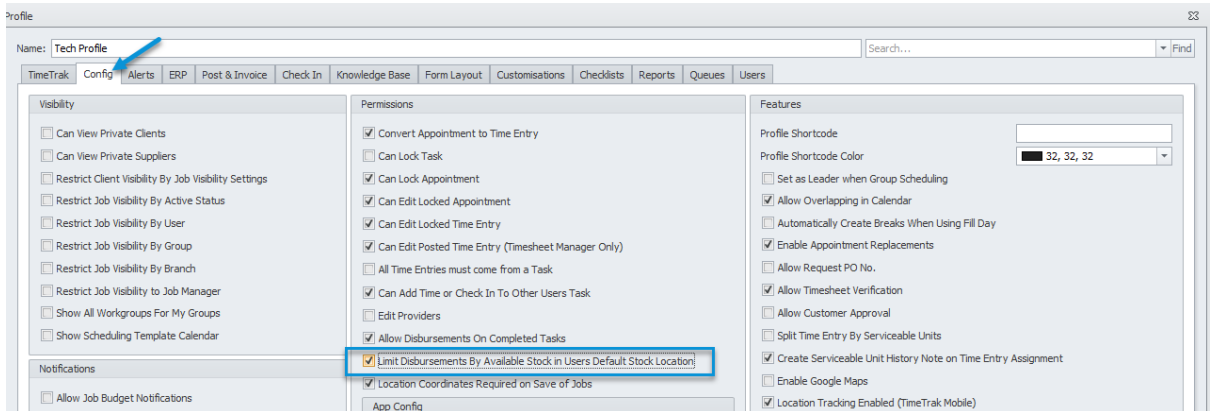 Profile
Name: Tech Profile
Search...
Find
TimeTrak Config Alerts ERP Post & Invoice Check In Knowledge Base Form Layout Customisations Checklists Reports Queues Users
Visibility
Can View Private Clients
Can View Private Suppliers
Restrict Client Visibility By Job Visibility Settings
Restrict Job Visibility By Active Status
Restrict Job Visibility By User
Restrict Job Visibility By Group
Restrict Job Visibility By Branch
Restrict Job Visibility to Job Manager
Show All Workgroups For My Groups
Show Scheduling Template Calendar
Notifications
Allow Job Budget Notifications
Permissions
Convert Appointment to Time Entry
Can Lock Task
Can Lock Appointment
Can Edit Locked Appointment
Can Edit Locked Time Entry
Can Edit Posted Time Entry (Timesheet Manager Only)
All Time Entries must come from a Task
Can Add Time or Check In To Other Users Task
Edit Providers
Allow Disbursements On Completed Tasks
Limit Disbursements By Available Stock in Users Default Stock Location
Location Coordinates Required on Save of Jobs
App Config
Features
Profile Shortcode
Profile Shortcode Color 32, 32, 32
Set as Leader when Group Scheduling
Allow Overlapping in Calendar
Automatically Create Breaks When Using Fill Day
Enable Appointment Replacements
Allow Request PO No.
Allow Timesheet Verification
Allow Customer Approval
Split Time Entry By Serviceable Units
Create Serviceable Unit History Note on Time Entry Assignment
Enable Google Maps
Location Tracking Enabled (TimeTrak Mobile)